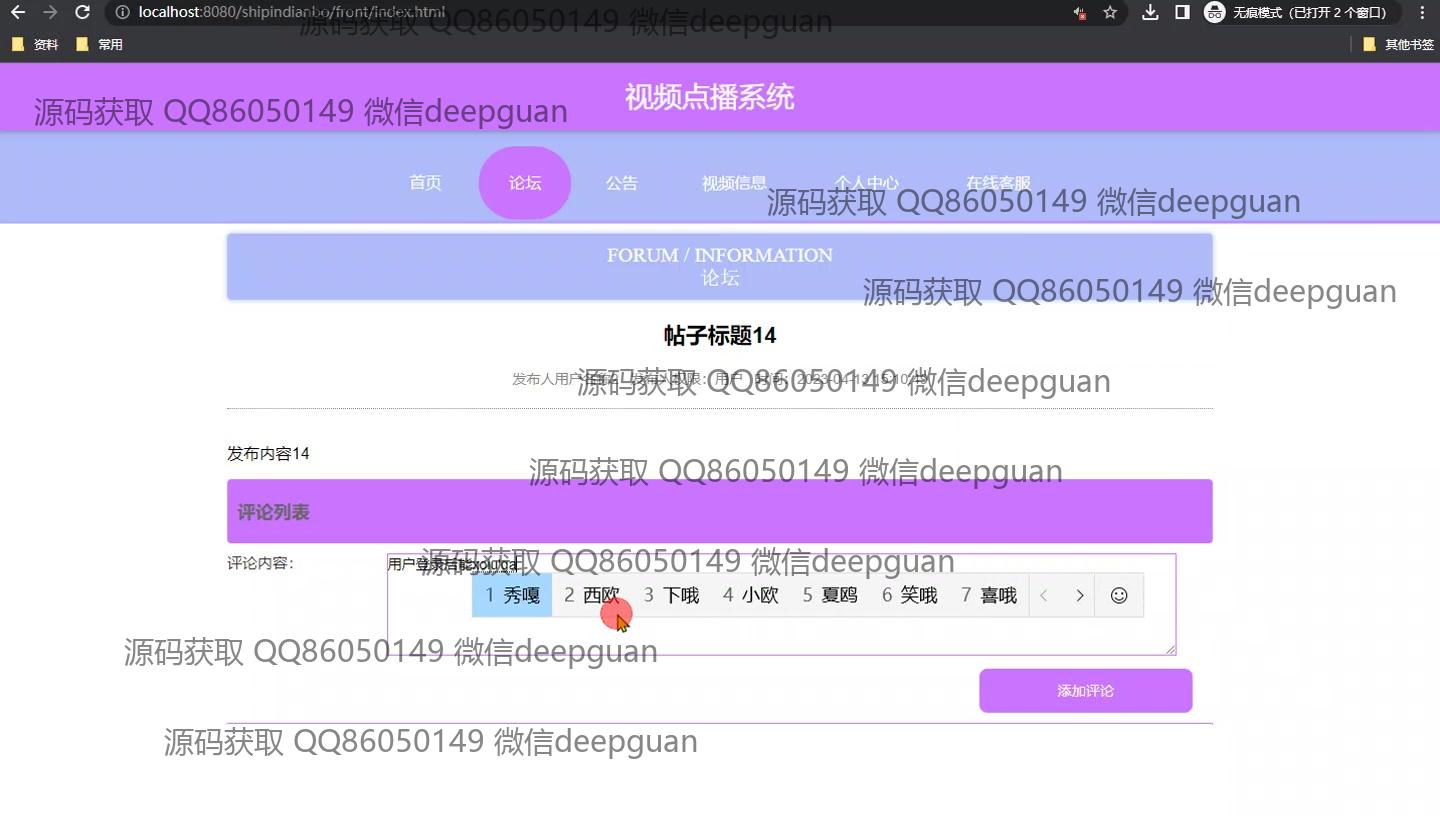 localhost:8080/shipindianbo/front/index.html
无痕模式（已打开 2 个窗口）
源码获取 QQ86050149 微信deepguan
资料
常用
其他书签
视频点播系统
源码获取 QQ86050149 微信deepguan
首页
论坛
公告
视频信息
个人中心
在线客服
源码获取 QQ86050149 微信deepguan
FORUM / INFORMATION
论坛
源码获取 QQ86050149 微信deepguan
帖子标题14
发布人用户 发布人权限：用户 时间：2023-04-13 15:10:49
源码获取 QQ86050149 微信deepguan
发布内容14
源码获取 QQ86050149 微信deepguan
评论列表
评论内容：
用户登录后能
源码获取 QQ86050149 微信deepguan
1 秀嘎 2 西欧 3 下哦 4 小欧 5 夏鸥 6 笑哦 7 喜哦
源码获取 QQ86050149 微信deepguan
添加评论
源码获取 QQ86050149 微信deepguan